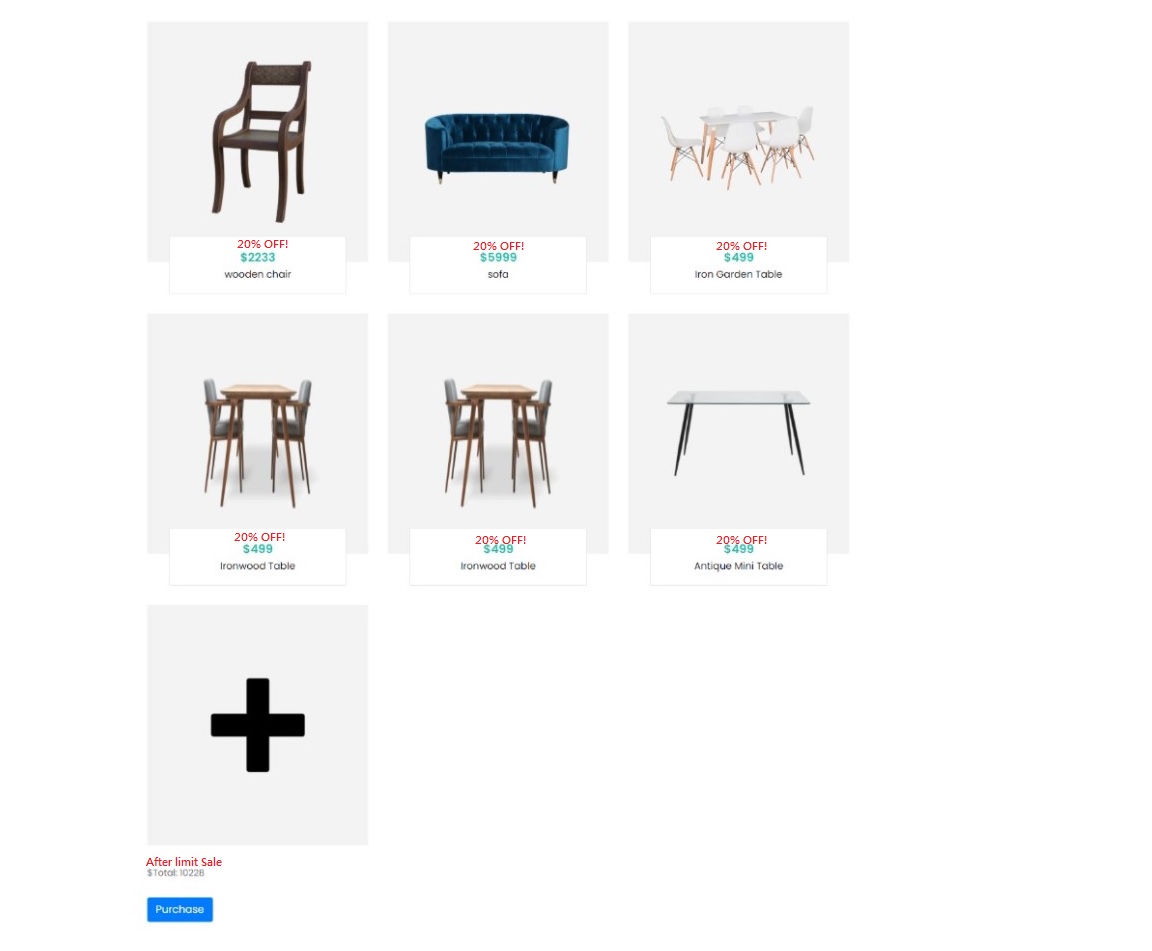 20% OFF!
$2233
wooden chair
20% OFF!
$5999
sofa
20% OFF!
$499
Iron Garden Table
20% OFF!
$499
Ironwood Table
20% OFF!
$499
Ironwood Table
20% OFF!
$499
Antique Mini Table
After limit Sale
$Total: 10228
Purchase